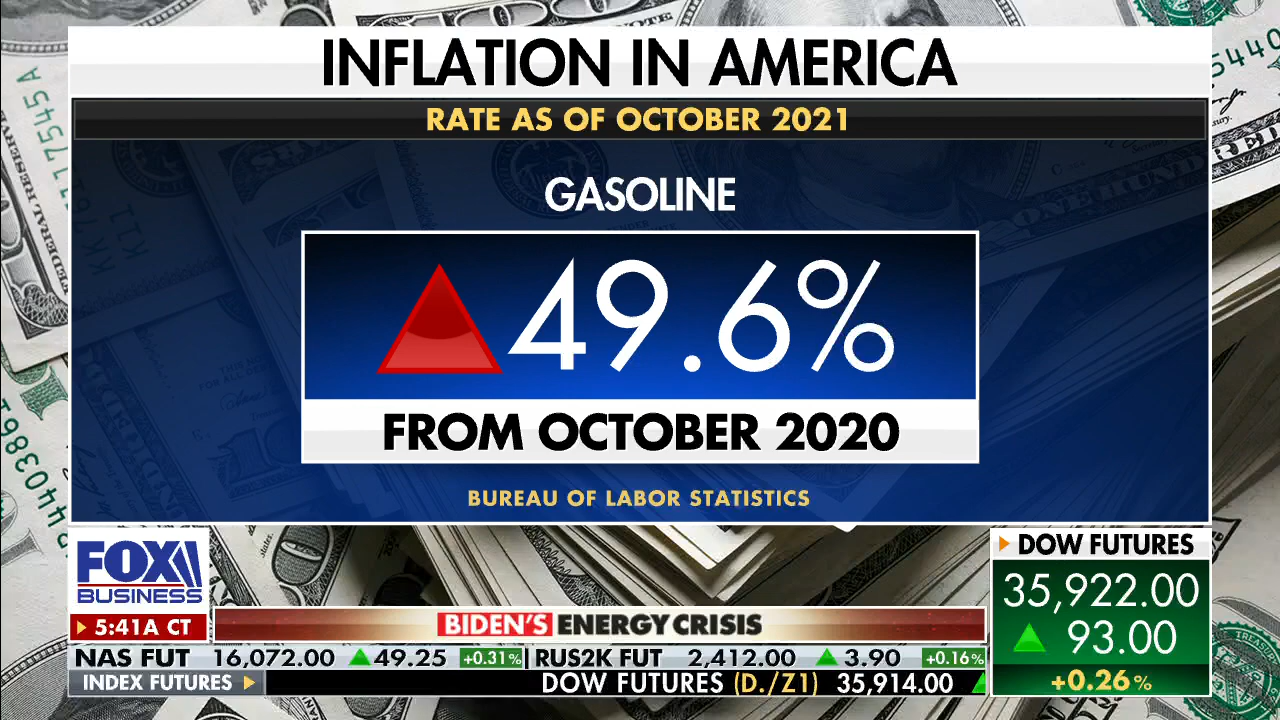 INFLATION IN AMERICA
RATE AS OF OCTOBER 2021
GASOLINE
49.6%
FROM OCTOBER 2020
BUREAU OF LABOR STATISTICS
FOX
BUSINESS
5:41A CT
BIDEN'S ENERGY CRISIS
DOW FUTURES
35,922.00
93.00
+0.26%
NAS FUT 16,072.00 49.25 +0.31% RUS2K FUT 2,412.00 3.90 +0.16%
INDEX FUTURES DOW FUTURES (D./Z1) 35,914.00